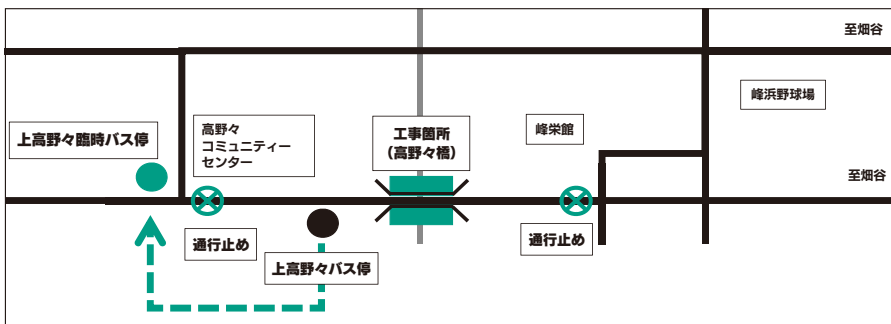 至畑谷
峰浜野球場
上高野々臨時バス停
高野々
コミュニティー
センター
工事箇所
（高野々橋）
峰栄館
至畑谷
通行止め
上高野々バス停
通行止め